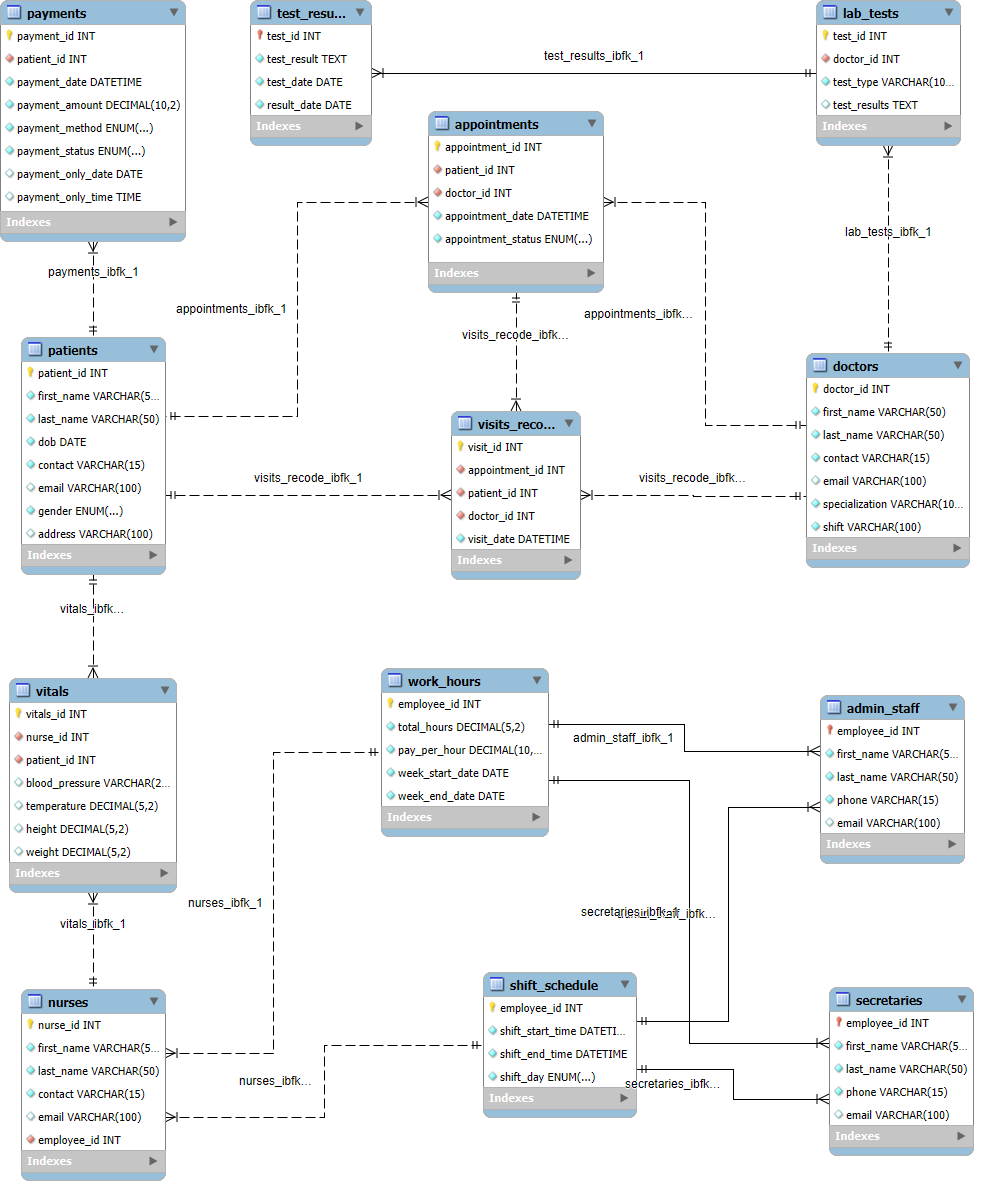 payments
payment_id INT
patient_id INT
payment_date DATETIME
payment_amount DECIMAL(10,2)
payment_method ENUM(...)
payment_status ENUM(...)
payment_only_date DATE
payment_only_time TIME
Indexes
test_resu...
test_id INT
test_result TEXT
test_date DATE
result_date DATE
Indexes
test_results_ibfk_1
lab_tests
test_id INT
doctor_id INT
test_type VARCHAR(10...
test_results TEXT
Indexes
appointments
appointment_id INT
patient_id INT
doctor_id INT
appointment_date DATETIME
appointment_status ENUM(...)
Indexes
payments_ibfk_1
appointments_ibfk_1
appointments_ibfk...
lab_tests_ibfk_1
visits_recode_ibfk...
patients
patient_id INT
first_name VARCHAR(5...
last_name VARCHAR(50)
dob DATE
contact VARCHAR(15)
email VARCHAR(100)
gender ENUM(...)
address VARCHAR(100)
Indexes
visits_recode_ibfk_1
visits_reco...
visit_id INT
appointment_id INT
patient_id INT
doctor_id INT
visit_date DATETIME
Indexes
visits_recode_ibfk...
doctors
doctor_id INT
first_name VARCHAR(50)
last_name VARCHAR(50)
contact VARCHAR(15)
email VARCHAR(100)
specialization VARCHAR(10...
shift VARCHAR(100)
Indexes
vitals_ibfk...
vitals
vitals_id INT
nurse_id INT
patient_id INT
blood_pressure VARCHAR(2...
temperature DECIMAL(5,2)
height DECIMAL(5,2)
weight DECIMAL(5,2)
Indexes
work_hours
employee_id INT
total_hours DECIMAL(5,2)
pay_per_hour DECIMAL(10,...
week_start_date DATE
week_end_date DATE
Indexes
admin_staff_ibfk_1
admin_staff
employee_id INT
first_name VARCHAR(5...
last_name VARCHAR(50)
phone VARCHAR(15)
email VARCHAR(100)
Indexes
nurses_ibfk_1
vitals_ibfk_1
secretaries_ibfk_1
admin_staff_ibfk...
nurses
nurse_id INT
first_name VARCHAR(5...
last_name VARCHAR(50)
contact VARCHAR(15)
email VARCHAR(100)
employee_id INT
Indexes
nurses_ibfk...
shift_schedule
employee_id INT
shift_start_time DATETI...
shift_end_time DATETIME
shift_day ENUM(...)
Indexes
secretaries_ibfk...
secretaries
employee_id INT
first_name VARCHAR(5...
last_name VARCHAR(50)
phone VARCHAR(15)
email VARCHAR(100)
Indexes